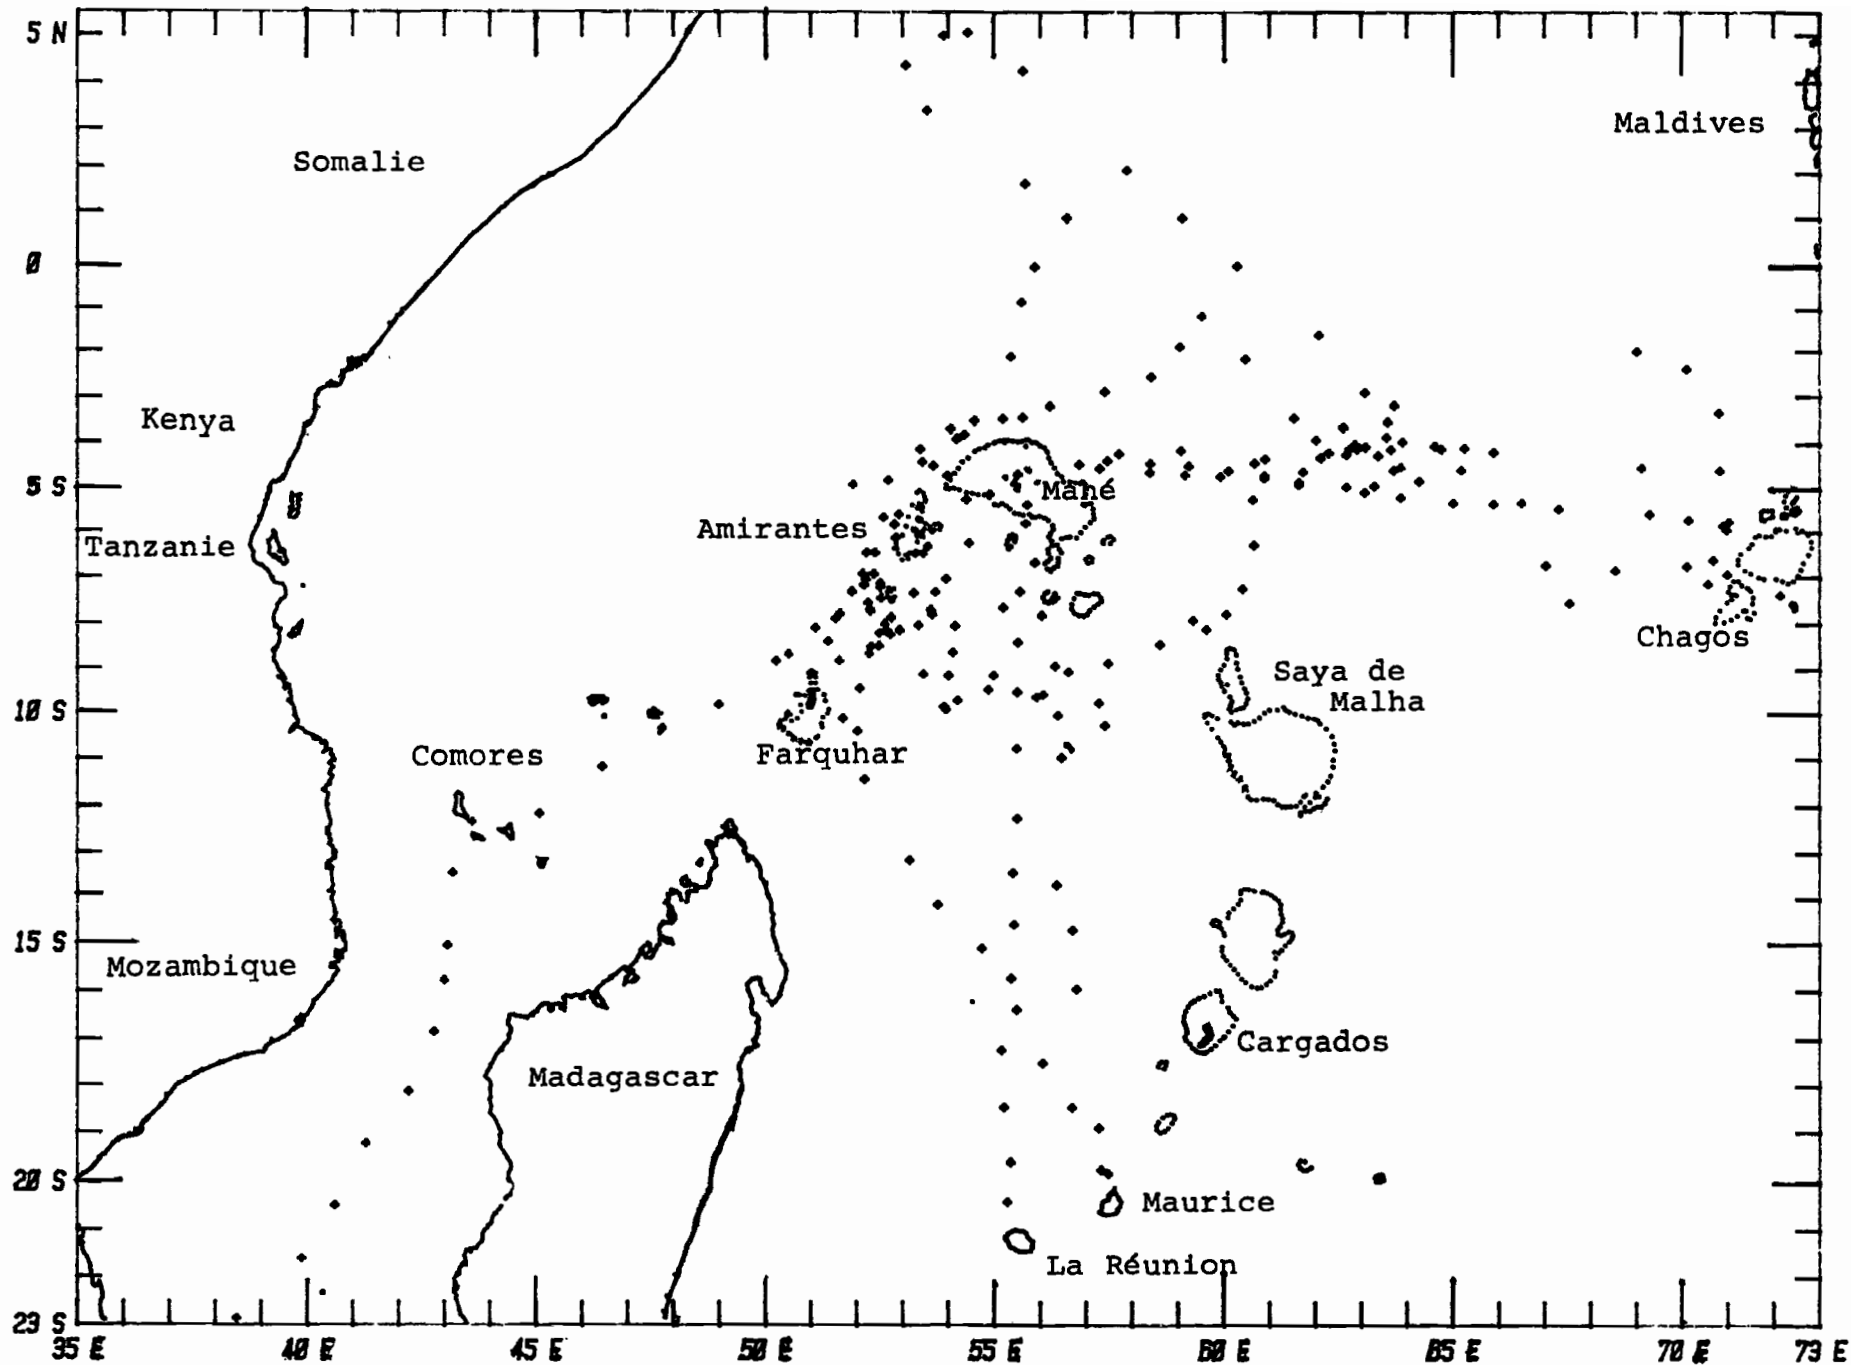 5 N
Maldives
Somalie
0
Kenya
5 S
Mahé
Amirantes
Tanzanie
Chagos
Saya de
Malha
10 S
Comores
Farquhar
15 S
Mozambique
Cargados
Madagascar
20 S
Maurice
La Réunion
23 S
35 E 40 E 45 E 50 E 55 E 60 E 65 E 70 E 73 E